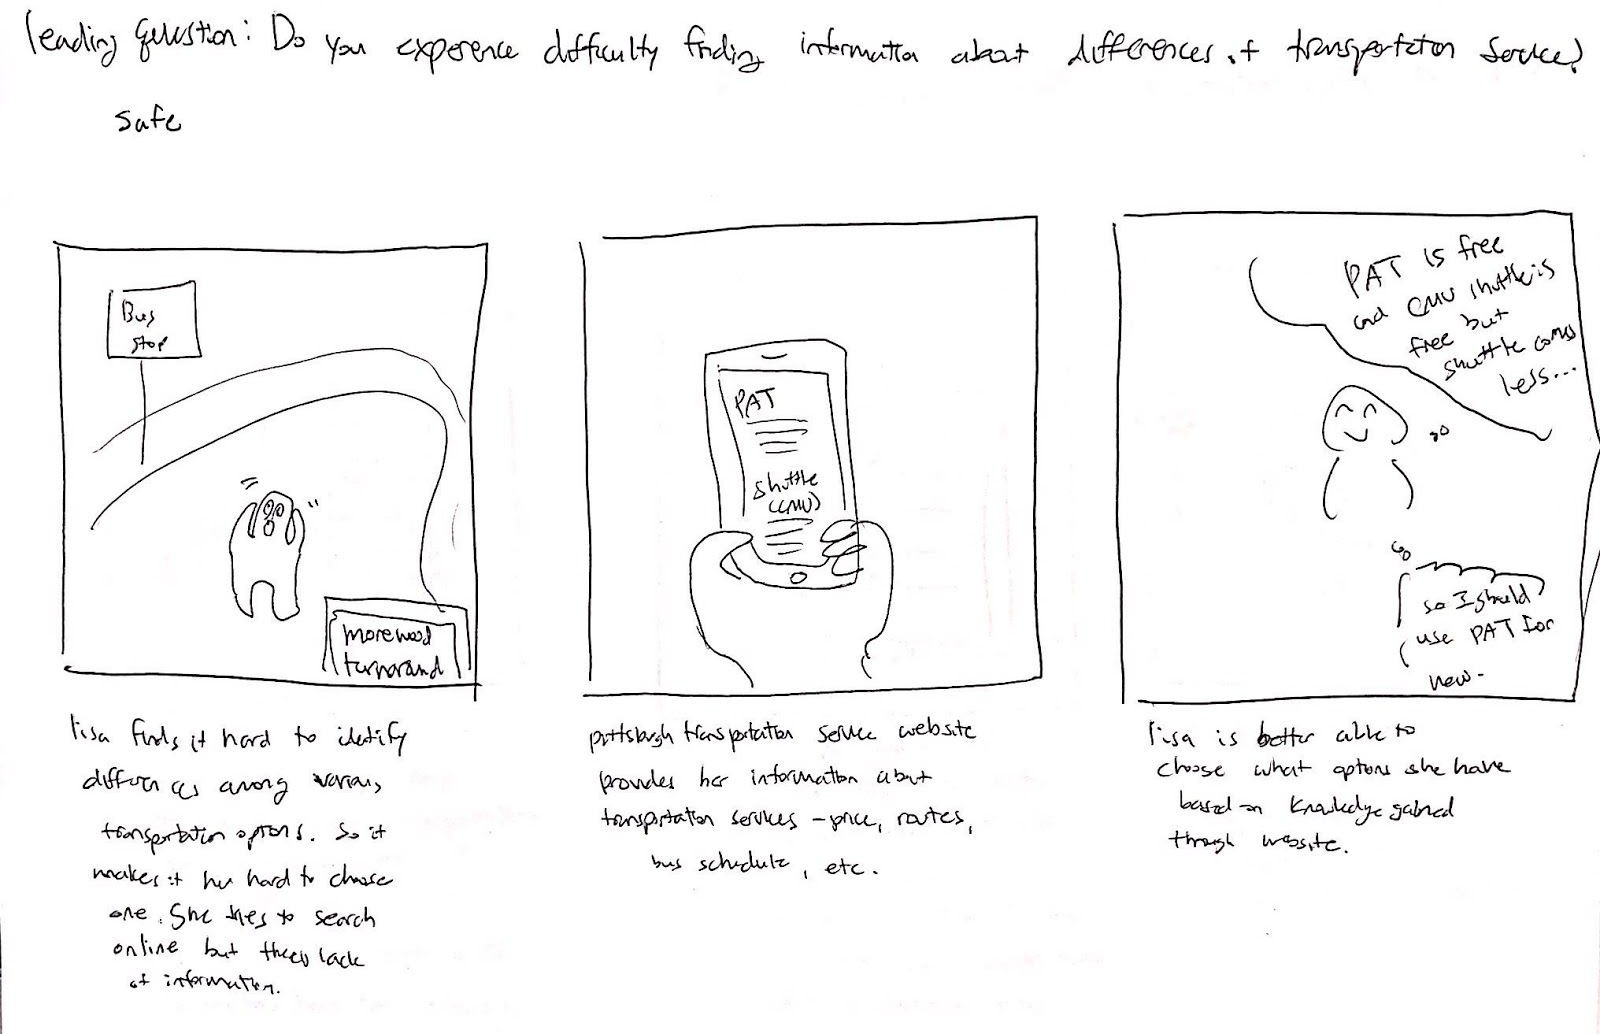 leading question: Do you experience difficulty finding information about differences of transportation service?
safe
Bus
stop
morewood
turnaround
PAT
shuttle
(CMU)
PAT is free
and CMU shuttle is
free but
shuttle comes
less...
so I should
use PAT for
now.
lisa finds it hard to identify
differences among various
transportation options. So it
makes it her hard to choose
one. She tries to search
online but lack
of information.
pittsburgh transportation service website
provides her information about
transportation services - price, routes,
bus schedule, etc.
lisa is better able to
choose what options she have
based on knowledge gained
through website.